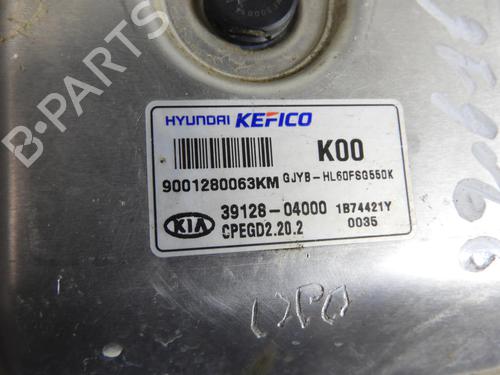 HYUNDAI KEFICO
K00
9001280063KM GJYB-HL60FSG550K
KIA 39128-04000 1B74421Y
CPEGD2.20.2 0035
B-PARTS